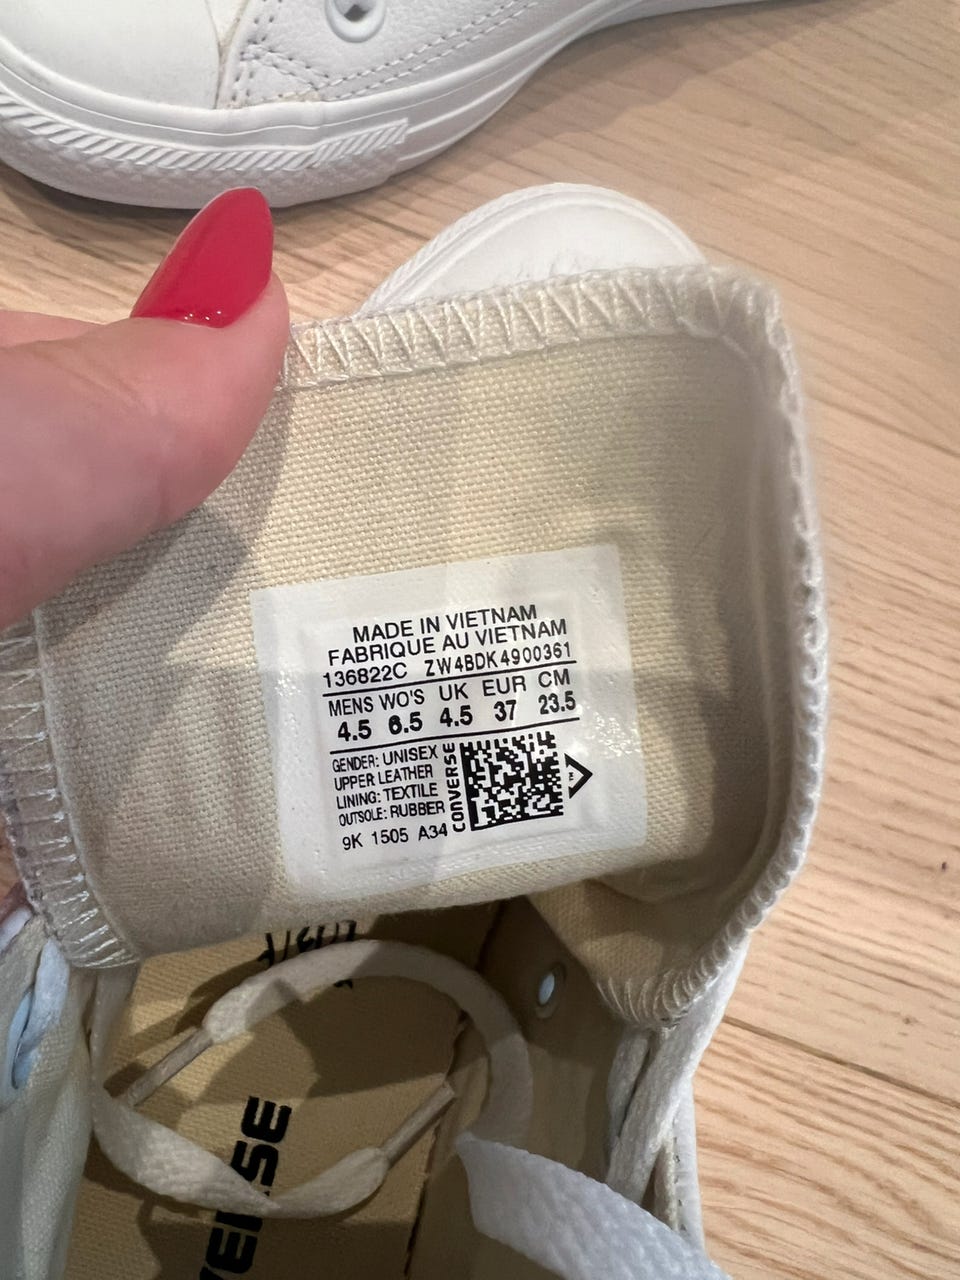 MADE IN VIETNAM
FABRIQUE AU VIETNAM
136822C ZW4BDK4900361
MENS WO'S UK EUR CM
4.5 6.5 4.5 37 23.5
GENDER: UNISEX
UPPER LEATHER
LINING: TEXTILE
OUTSOLE: RUBBER
CONVERSE
TM
9K 1505 A34